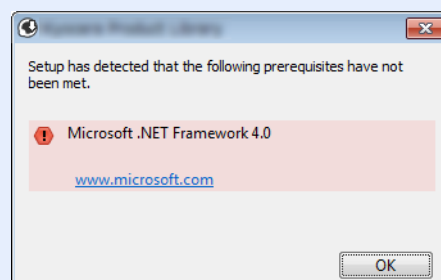 Setup has detected that the following prerequisites have not
been met.
Microsoft .NET Framework 4.0
www.microsoft.com
OK